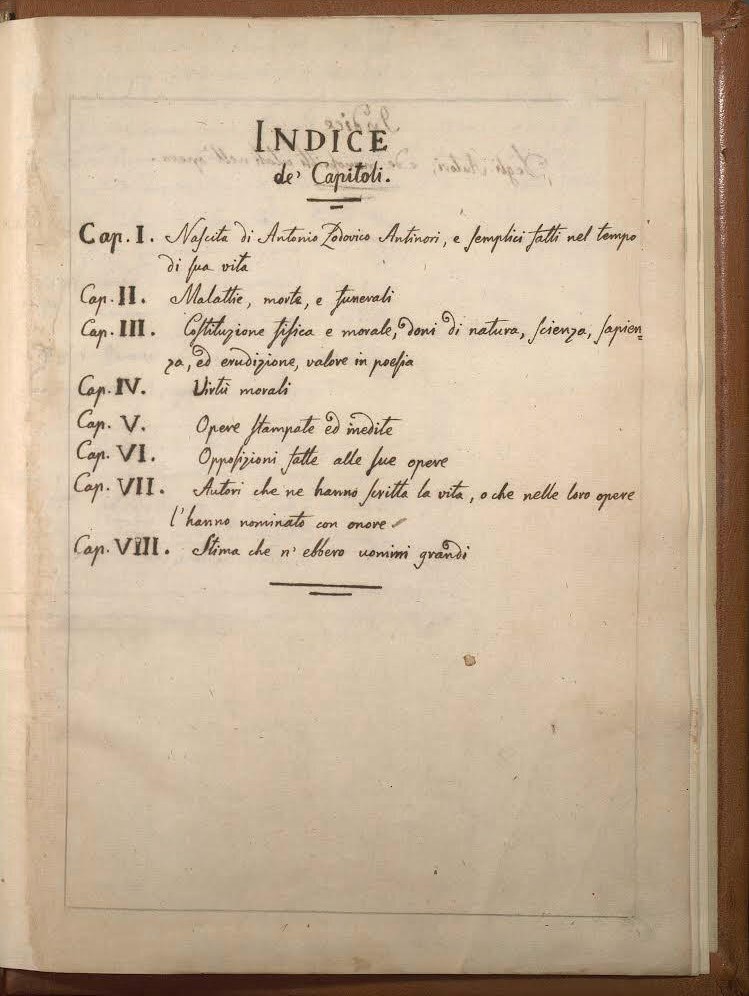 INDICE
de' Capitoli.
Cap. I. Nascita di Antonio Lodovico Antinori, e semplici fatti nel tempo
di sua vita
Cap. II. Malattie, morte, e funerali
Cap. III. Costituzione fisica e morale, doni di natura, scienza, sapien=
za, ed erudizione, valore in poesia
Cap. IV. Virtù morali
Cap. V. Opere stampate ed inedite
Cap. VI. Opposizioni fatte alle sue opere
Cap. VII. Autori che ne hanno scritta la vita, o che nelle loro opere
l'hanno nominato con onore
Cap. VIII. Stima che n' ebbero uomini grandi